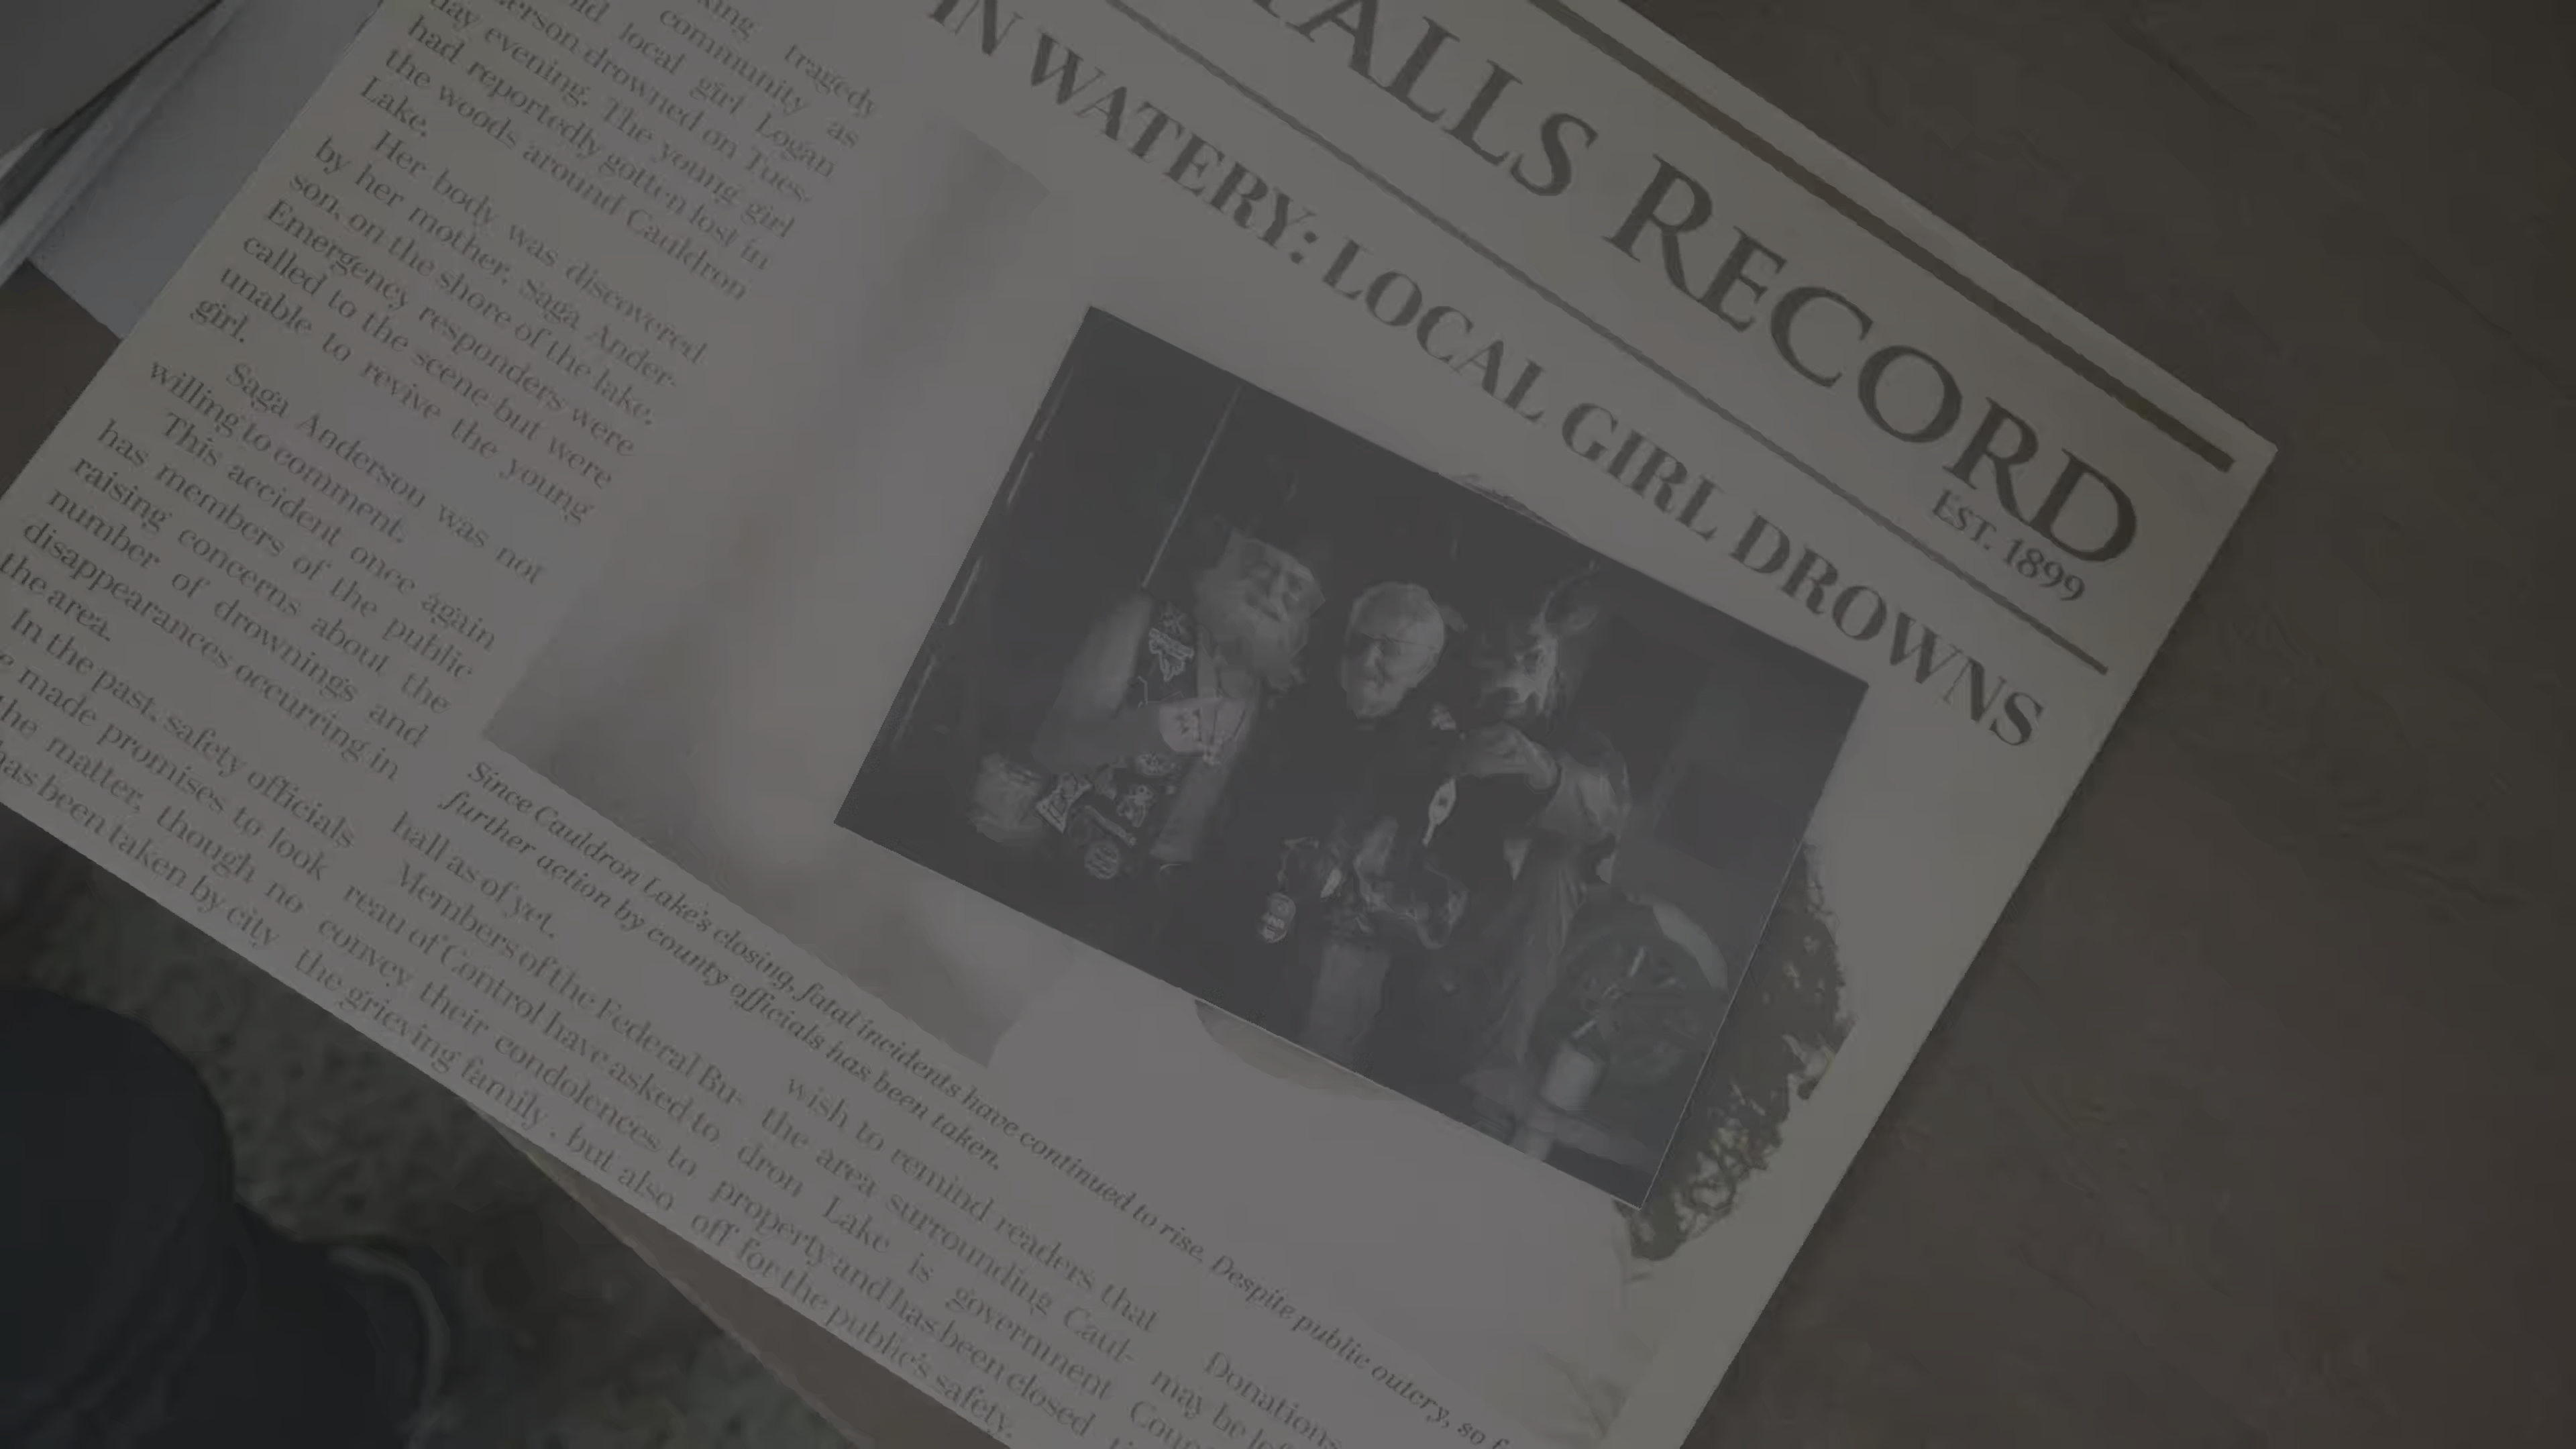 ALLS RECORD
EST. 1899
IN WATERY: LOCAL GIRL DROWNS
king tragedy
community as
local girl Logan
erson drowned on Tues-
day evening. The young girl
had reportedly gotten lost in
the woods around Cauldron
Lake.
Her body was discovered
by her mother, Saga Ander-
son, on the shore of the lake.
Emergency responders were
called to the scene but were
unable to revive the young
girl.
Saga Anderson was not
willing to comment.
This accident once again
has members of the public
raising concerns about the
number of drownings and
disappearances occurring in
the area.
In the past, safety officials
e made promises to look
the matter, though no
has been taken by city
hall as of yet.
Members of the Federal Bu-
reau of Control have asked to
convey their condolences to
the grieving family, but also
wish to remind readers that
the area surrounding Caul-
dron Lake is government
property and has been closed
off for the public's safety.
Donations
may be lef
Since Cauldron Lake's closing, fatal incidents have continued to rise. Despite public outcry, so f
further action by county officials has been taken.